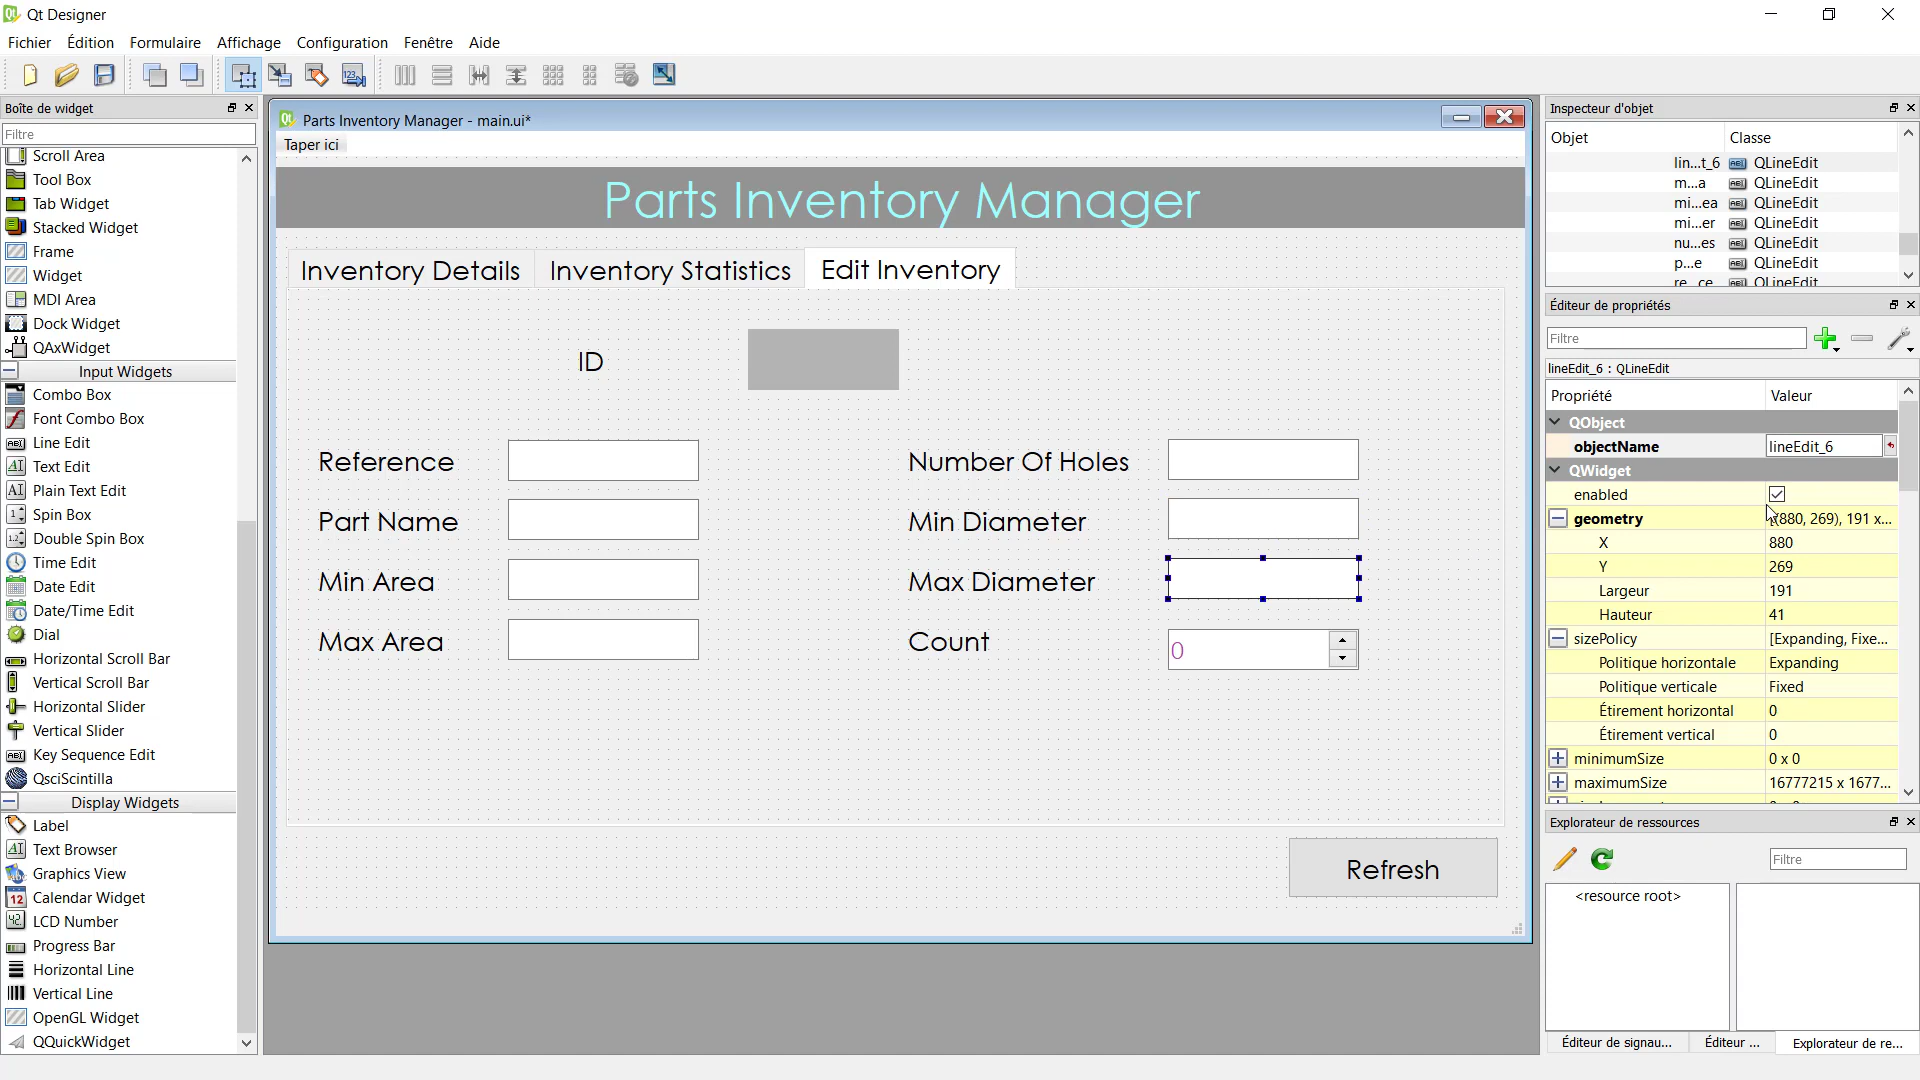 Qt Designer
Fichier Édition Formulaire Affichage Configuration Fenêtre Aide
Boîte de widget
Filtre
Scroll Area
Tool Box
Tab Widget
Stacked Widget
Frame
Widget
MDI Area
Dock Widget
QAxWidget
Input Widgets
Combo Box
Font Combo Box
Line Edit
Text Edit
Plain Text Edit
Spin Box
Double Spin Box
Time Edit
Date Edit
Date/Time Edit
Dial
Horizontal Scroll Bar
Vertical Scroll Bar
Horizontal Slider
Vertical Slider
Key Sequence Edit
QsciScintilla
Display Widgets
Label
Text Browser
Graphics View
Calendar Widget
LCD Number
Progress Bar
Horizontal Line
Vertical Line
OpenGL Widget
QQuickWidget
Parts Inventory Manager - main.ui*
Taper ici
Parts Inventory Manager
Inventory Details Inventory Statistics Edit Inventory
ID
Reference Number Of Holes
Part Name Min Diameter
Min Area Max Diameter
Max Area Count 0
Refresh
Inspecteur d'objet
Objet Classe
lin...t_6 QLineEdit
m...a QLineEdit
mi...ea QLineEdit
mi...er QLineEdit
nu...es QLineEdit
p...e QLineEdit
re...ce QLineEdit
Éditeur de propriétés
Filtre
lineEdit_6 : QLineEdit
Propriété Valeur
QObject
objectName lineEdit_6
QWidget
enabled
geometry [(880, 269), 191 x...
X 880
Y 269
Largeur 191
Hauteur 41
sizePolicy [Expanding, Fixe...
Politique horizontale Expanding
Politique verticale Fixed
Étirement horizontal 0
Étirement vertical 0
minimumSize 0 x 0
maximumSize 16777215 x 1677...
Explorateur de ressources
Filtre
<resource root>
Éditeur de signau... Éditeur ... Explorateur de re...